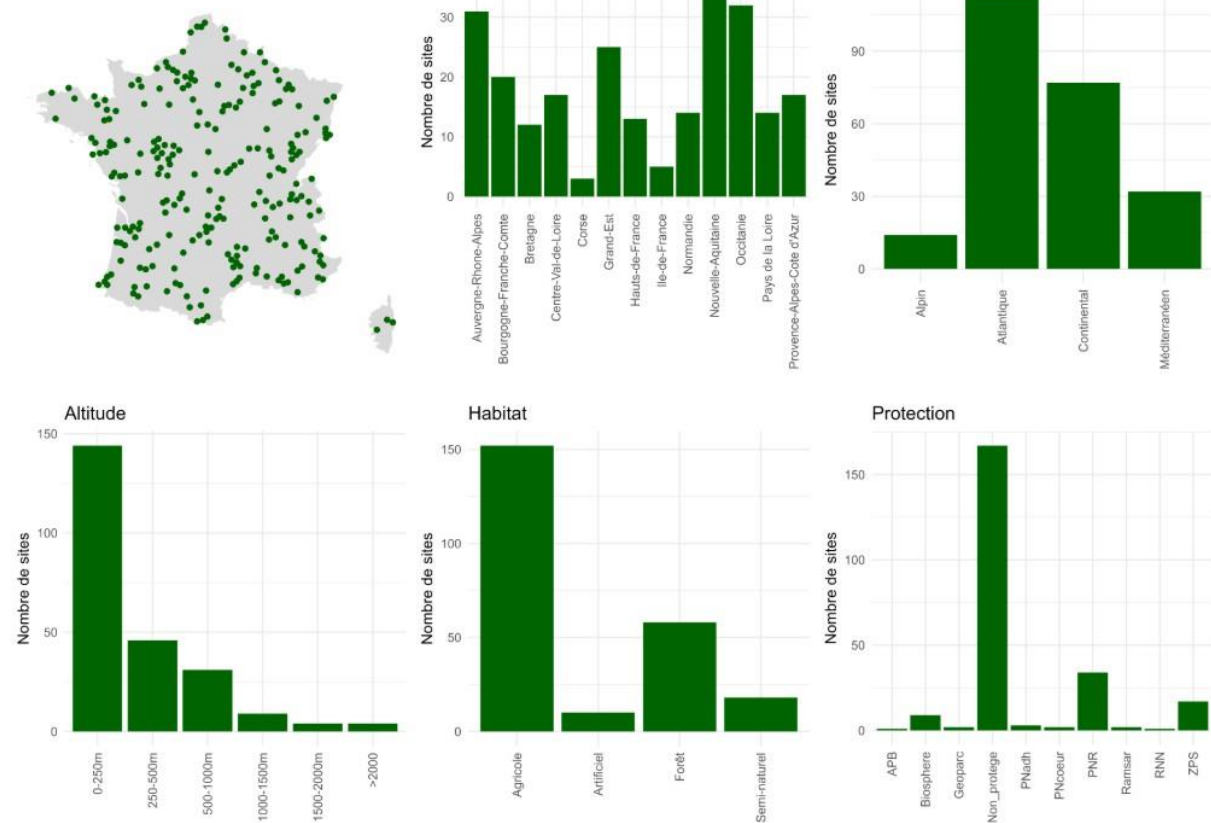 Nombre de sites
30
20
10
0
Auvergne-Rhone-Alpes
Bourgogne-Franche-Comte
Bretagne
Centre-Val-de-Loire
Corse
Grand-Est
Hauts-de-France
Ile-de-France
Normandie
Nouvelle-Aquitaine
Occitanie
Pays de la Loire
Provence-Alpes-Cote d'Azur
Nombre de sites
90
60
30
0
Alpin
Atlantique
Continental
Méditerranéen
Altitude
Nombre de sites
150
100
50
0
0-250m
250-500m
500-1000m
1000-1500m
1500-2000m
>2000
Habitat
Nombre de sites
150
100
50
0
Agricole
Artificiel
Forêt
Semi-naturel
Protection
Nombre de sites
150
100
50
0
APB
Biosphere
Geoparc
Non_protege
PNadh
PNcoeur
PNR
Ramsar
RNN
ZPS